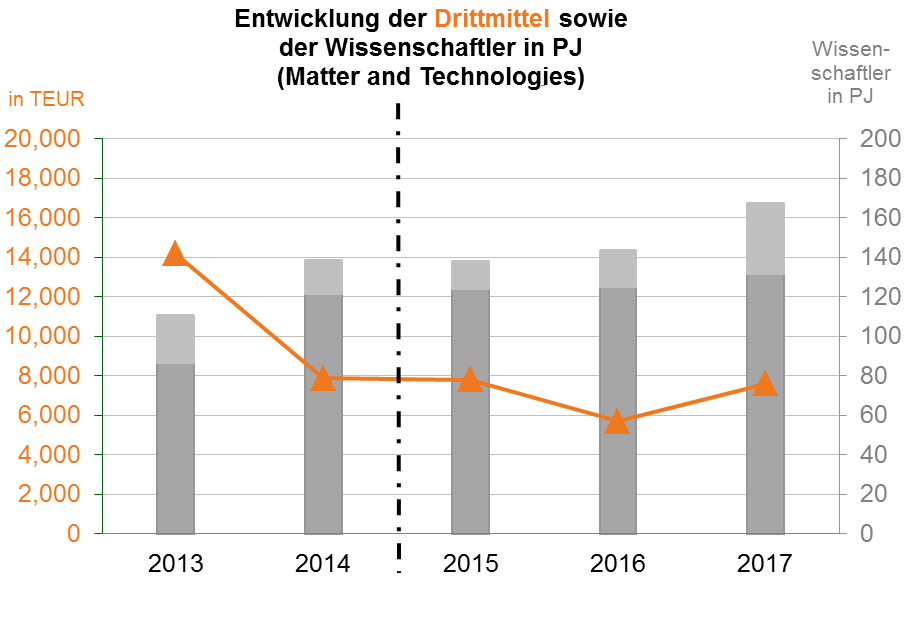 Entwicklung der Drittmittel sowie
der Wissenschaftler in PJ
(Matter and Technologies)
in TEUR
Wissen-
schaftler
in PJ
20,000
18,000
16,000
14,000
12,000
10,000
8,000
6,000
4,000
2,000
0
200
180
160
140
120
100
80
60
40
20
0
2013 2014 2015 2016 2017